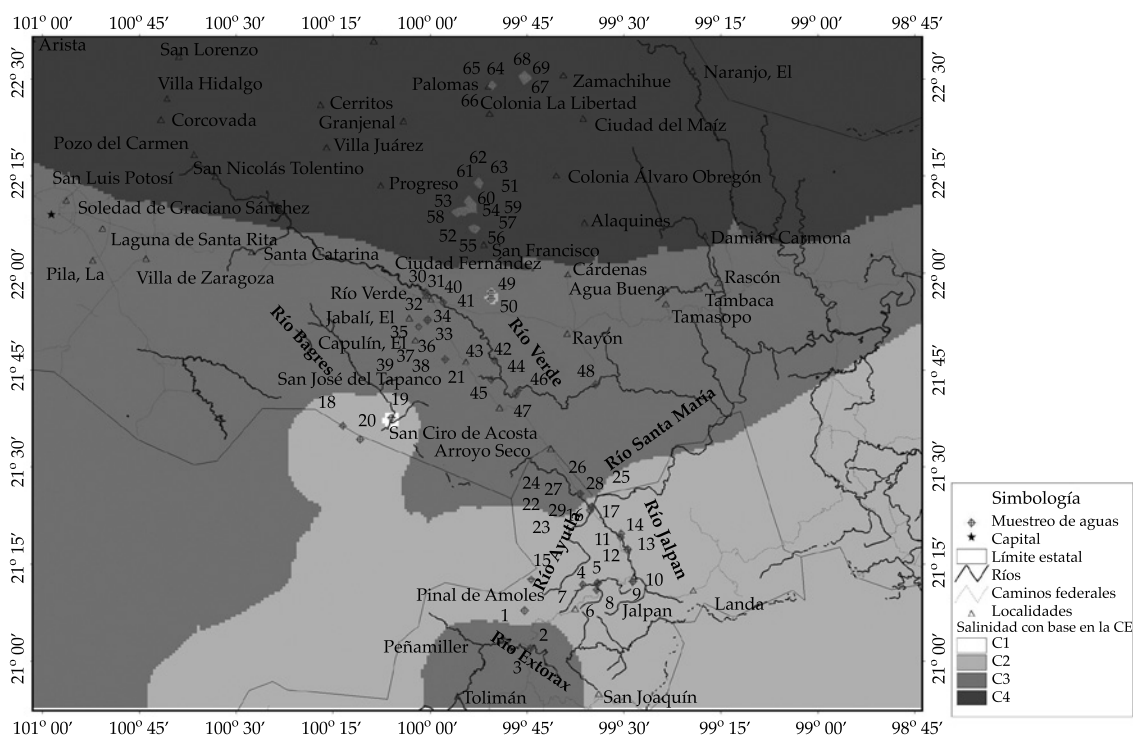 101° 00′ 100° 45′ 100° 30′ 100° 15′ 100° 00′ 99° 45′ 99° 30′ 99° 15′ 99° 00′ 98° 45′
22° 30′
22° 15′
22° 00′
21° 45′
21° 30′
21° 15′
21° 00′
22° 30′
22° 15′
22° 00′
21° 45′
21° 30′
21° 15′
21° 00′
Arista
San Lorenzo
68
65 64 69
Naranjo, El
Villa Hidalgo
Palomas
67
Zamachihue
66
Colonia La Libertad
Cerritos
Corcovada
Granjenal
Ciudad del Maíz
Pozo del Carmen
Villa Juárez
62
61 63
San Nicolás Tolentino
San Luis Potosí
Progreso
51
Colonia Álvaro Obregón
53 60
Soledad de Graciano Sánchez
58 54 59
57
Alaquines
52 56
Laguna de Santa Rita
55
Damián Carmona
San Francisco
Santa Catarina
Ciudad Fernández
Pila, La
Villa de Zaragoza
30 31
Cárdenas
Rascón
40 49
Agua Buena
Río Verde
32 41 50
Tambaca
Jabalí, El
34
Tamasopo
35 33
Río Bagres
Río Verde
Capulín, El
36
Rayón
37 43 42
39 38 44 48
San José del Tapanco
21 46
45
18 19
47
20
San Ciro de Acosta
Río Santa María
Arroyo Seco
26
25
24 27 28
22 29
17
23
14
11
13
12
Río Ayutla
Río Jalpan
15
4 5
10
7
9
Pinal de Amoles
8
1
6
Jalpan
Landa
2
Peñamiller
Río Extorax
3
Tolimán
San Joaquín
101° 00′ 100° 45′ 100° 30′ 100° 15′ 100° 00′ 99° 45′ 99° 30′ 99° 15′ 99° 00′ 98° 45′
Simbología
Muestreo de aguas
Capital
Límite estatal
Ríos
Caminos federales
Localidades
Salinidad con base en la CE
C1
C2
C3
C4